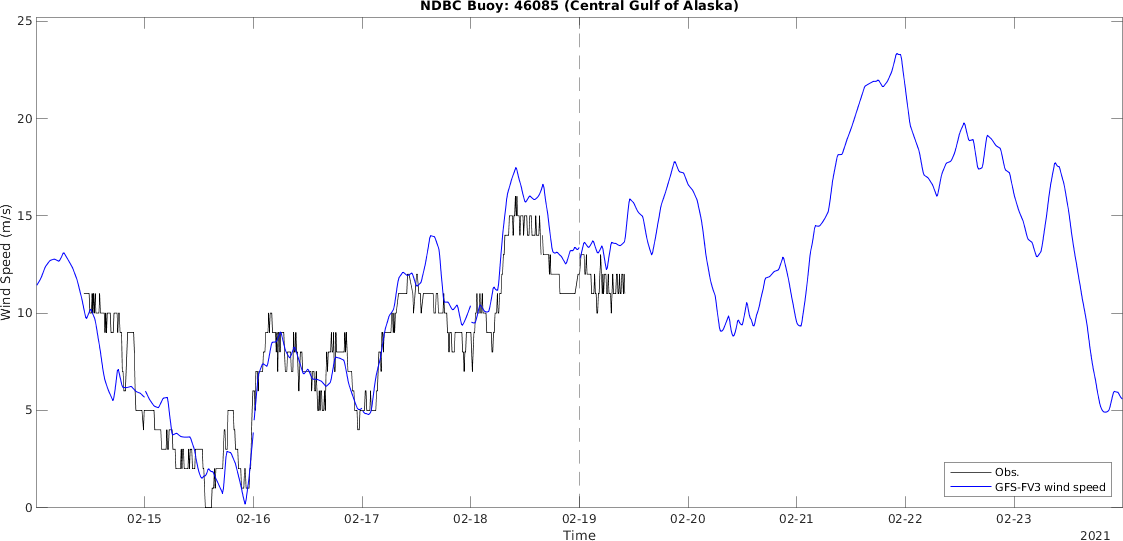 NDBC Buoy: 46085 (Central Gulf of Alaska)
25
20
15
10
5
0
Wind Speed (m/s)
Obs.
GFS-FV3 wind speed
02-15 02-16 02-17 02-18 02-19 02-20 02-21 02-22 02-23
Time
2021